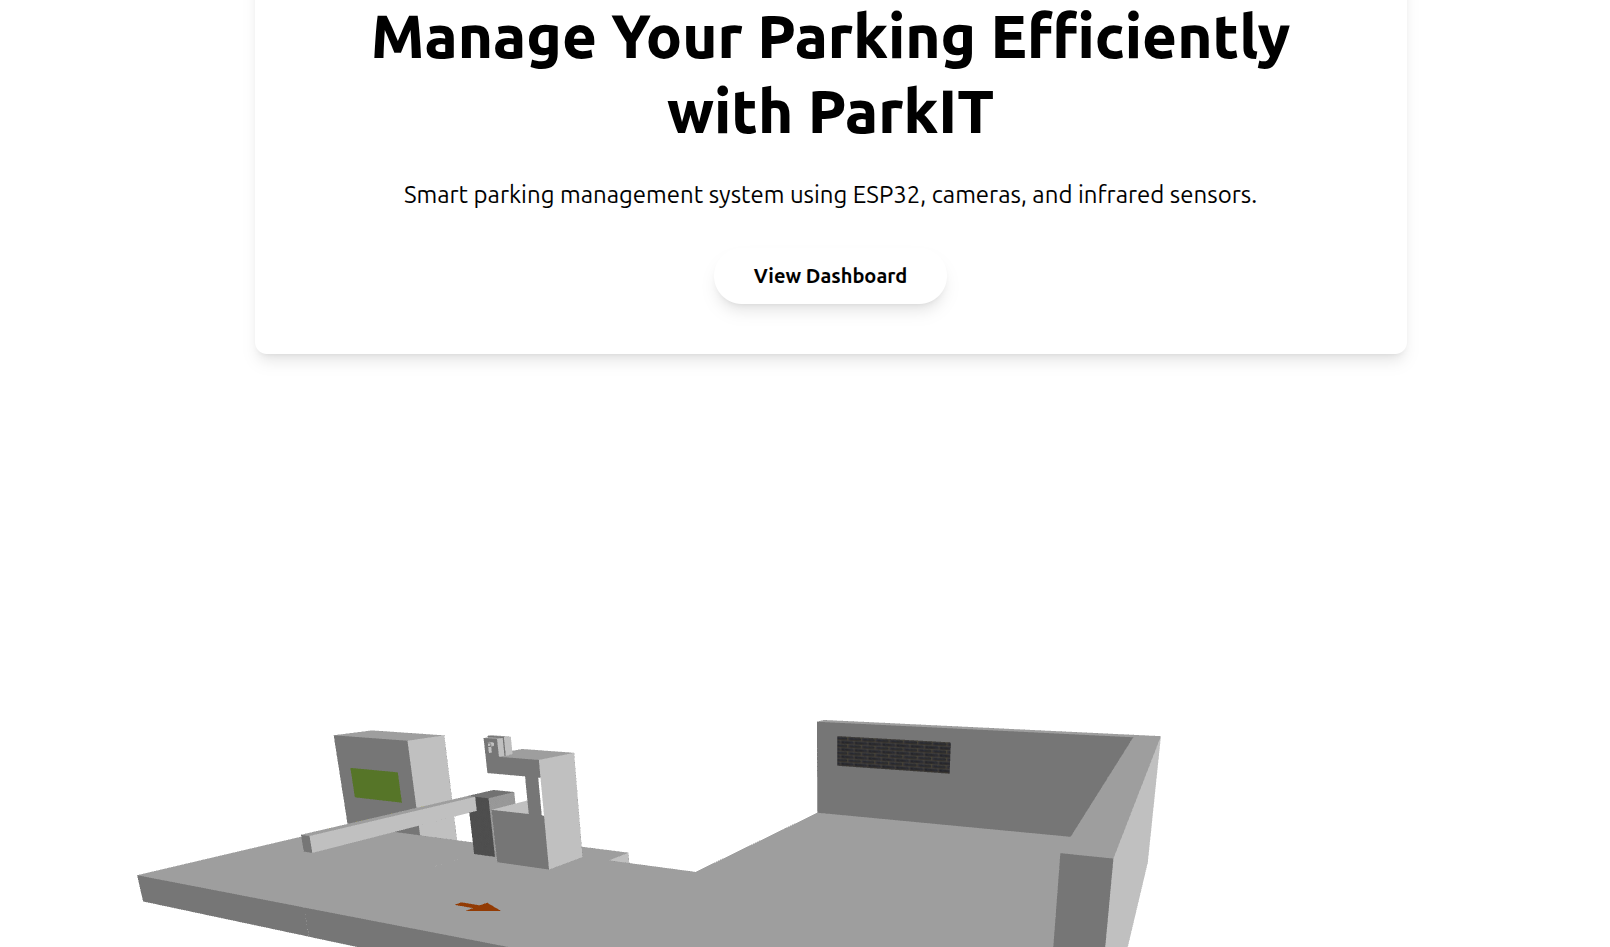 Manage Your Parking Efficiently
with ParkIT
Smart parking management system using ESP32, cameras, and infrared sensors.
View Dashboard